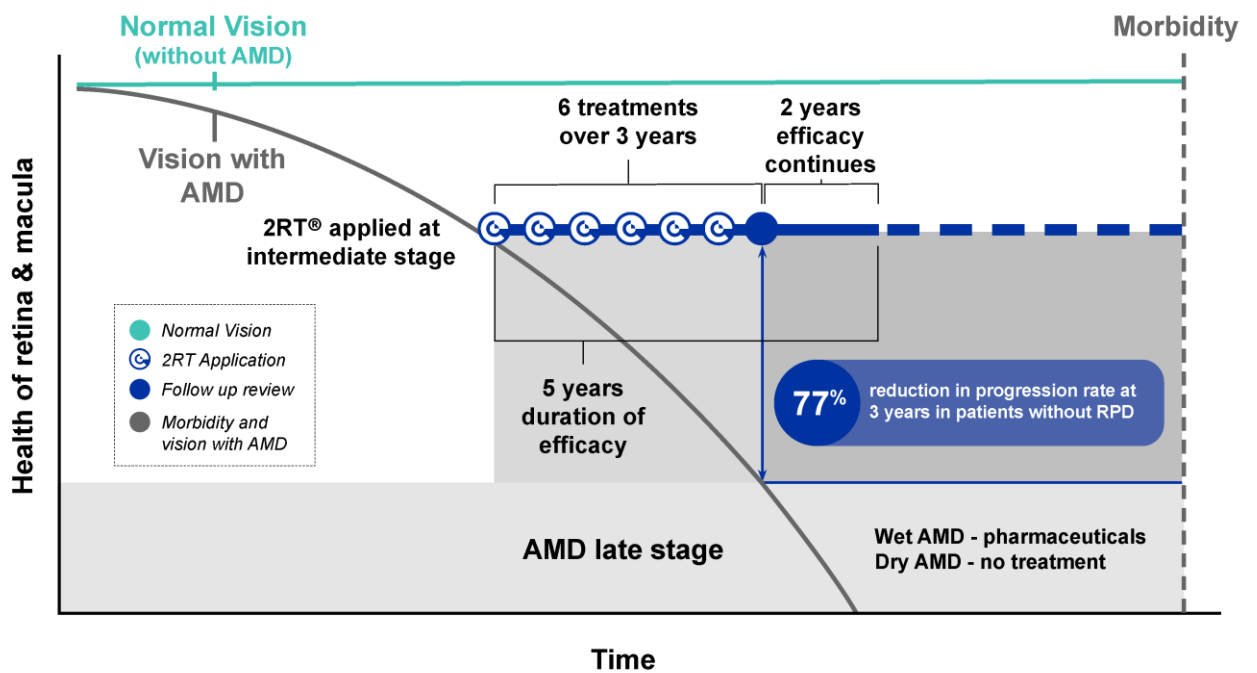 Normal Vision
(without AMD)
Morbidity
Vision with
AMD
6 treatments
over 3 years
2 years
efficacy
continues
2RT® applied at
intermediate stage
Health of retina & macula
Normal Vision
2RT Application
Follow up review
Morbidity and
vision with AMD
5 years
duration of
efficacy
77%
reduction in progression rate at
3 years in patients without RPD
AMD late stage
Wet AMD - pharmaceuticals
Dry AMD - no treatment
Time